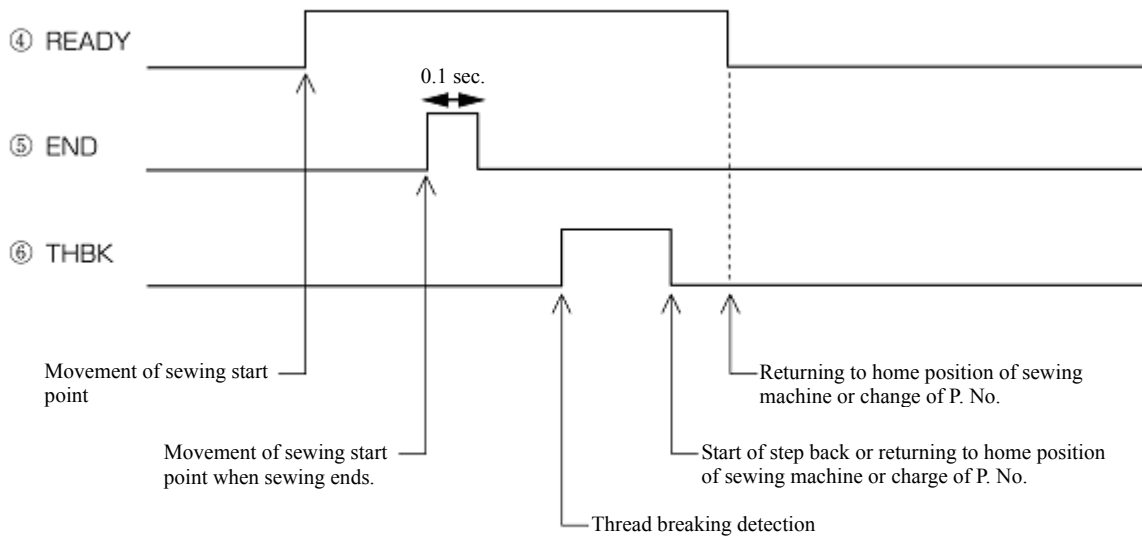 ④ READY
0.1 sec.
⑤ END
⑥ THBK
Movement of sewing start
point
Returning to home position of sewing
machine or change of P. No.
Movement of sewing start
point when sewing ends.
Start of step back or returning to home position
of sewing machine or charge of P. No.
Thread breaking detection